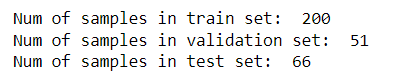 Num of samples in train set:  200
Num of samples in validation set:  51
Num of samples in test set:  66